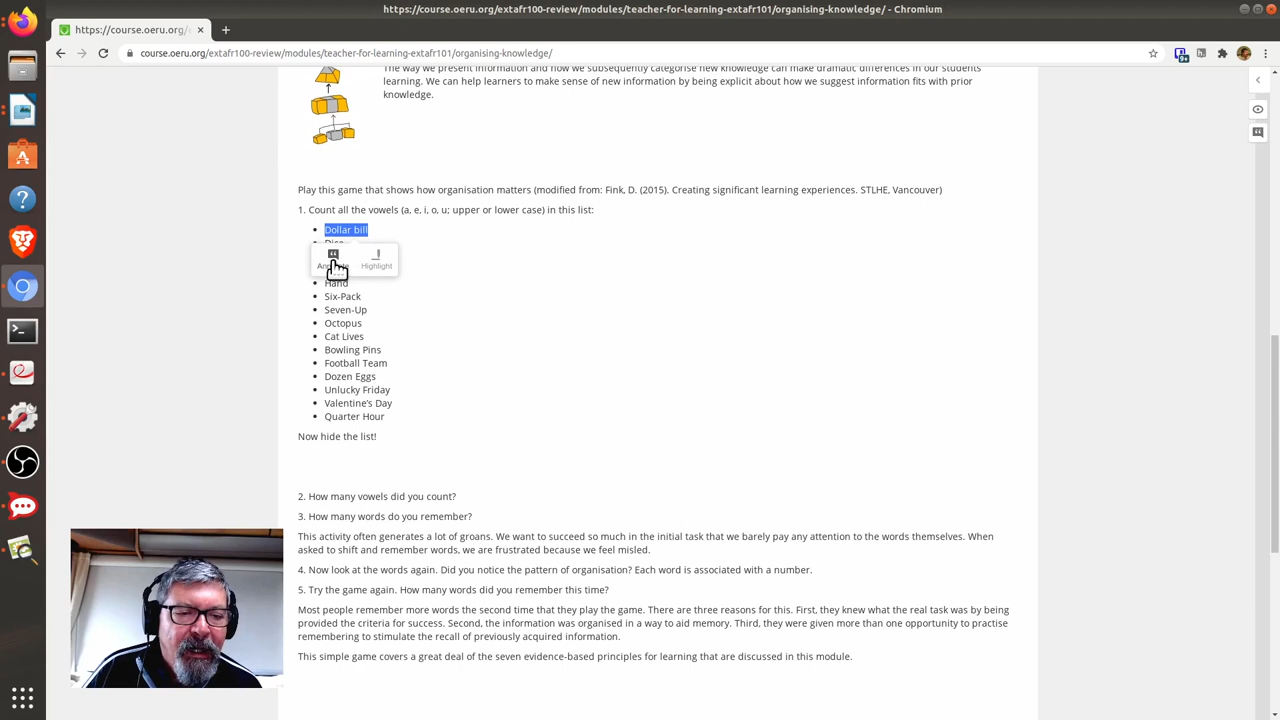 https://course.oeru.org/extafr100-review/modules/teacher-for-learning-extafr101/organising-knowledge/ - Chromium
https://course.oeru.org/
course.oeru.org/extafr100-review/modules/teacher-for-learning-extafr101/organising-knowledge/
The way we present information and how we subsequently categorise new knowledge can make dramatic differences in our students
learning. We can help learners to make sense of new information by being explicit about how we suggest information fits with prior
knowledge.
Play this game that shows how organisation matters (modified from: Fink, D. (2015). Creating significant learning experiences. STLHE, Vancouver)
1. Count all the vowels (a, e, i, o, u; upper or lower case) in this list:
Dollar bill
Dice
Highlight
Hand
Six-Pack
Seven-Up
Octopus
Cat Lives
Bowling Pins
Football Team
Dozen Eggs
Unlucky Friday
Valentine's Day
Quarter Hour
Now hide the list!
2. How many vowels did you count?
3. How many words do you remember?
This activity often generates a lot of groans. We want to succeed so much in the initial task that we barely pay any attention to the words themselves. When
asked to shift and remember words, we are frustrated because we feel misled.
4. Now look at the words again. Did you notice the pattern of organisation? Each word is associated with a number.
5. Try the game again. How many words did you remember this time?
Most people remember more words the second time that they play the game. There are three reasons for this. First, they knew what the real task was by being
provided the criteria for success. Second, the information was organised in a way to aid memory. Third, they were given more than one opportunity to practise
remembering to stimulate the recall of previously acquired information.
This simple game covers a great deal of the seven evidence-based principles for learning that are discussed in this module.